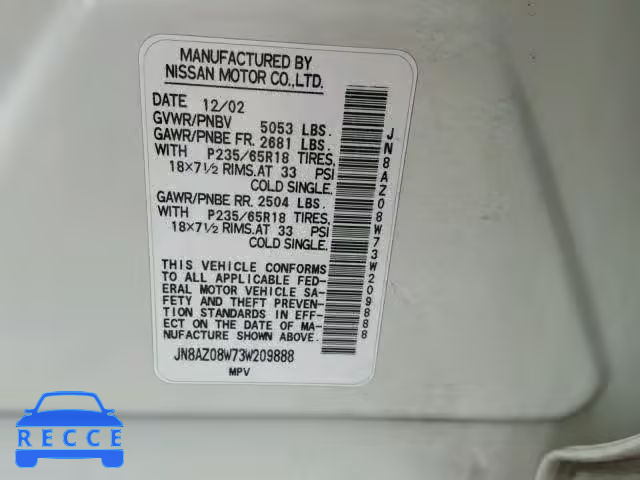 MANUFACTURED BY
NISSAN MOTOR CO.,LTD.
DATE 12/02
GVWR/PNBV 5053 LBS.
GAWR/PNBE FR. 2681 LBS.
WITH P235/65R18 TIRES,
18×7½ RIMS.AT 33 PSI
COLD SINGLE.
GAWR/PNBE RR. 2504 LBS.
WITH P235/65R18 TIRES,
18×7½ RIMS.AT 33 PSI
COLD SINGLE.
THIS VEHICLE CONFORMS
TO ALL APPLICABLE FED-
ERAL MOTOR VEHICLE SA-
FETY AND THEFT PREVEN-
TION STANDARDS IN EFF-
ECT ON THE DATE OF MA-
NUFACTURE SHOWN ABOVE.
JN8AZ08W73W209888
MPV
JN8AZ08W73W209888
RECCE